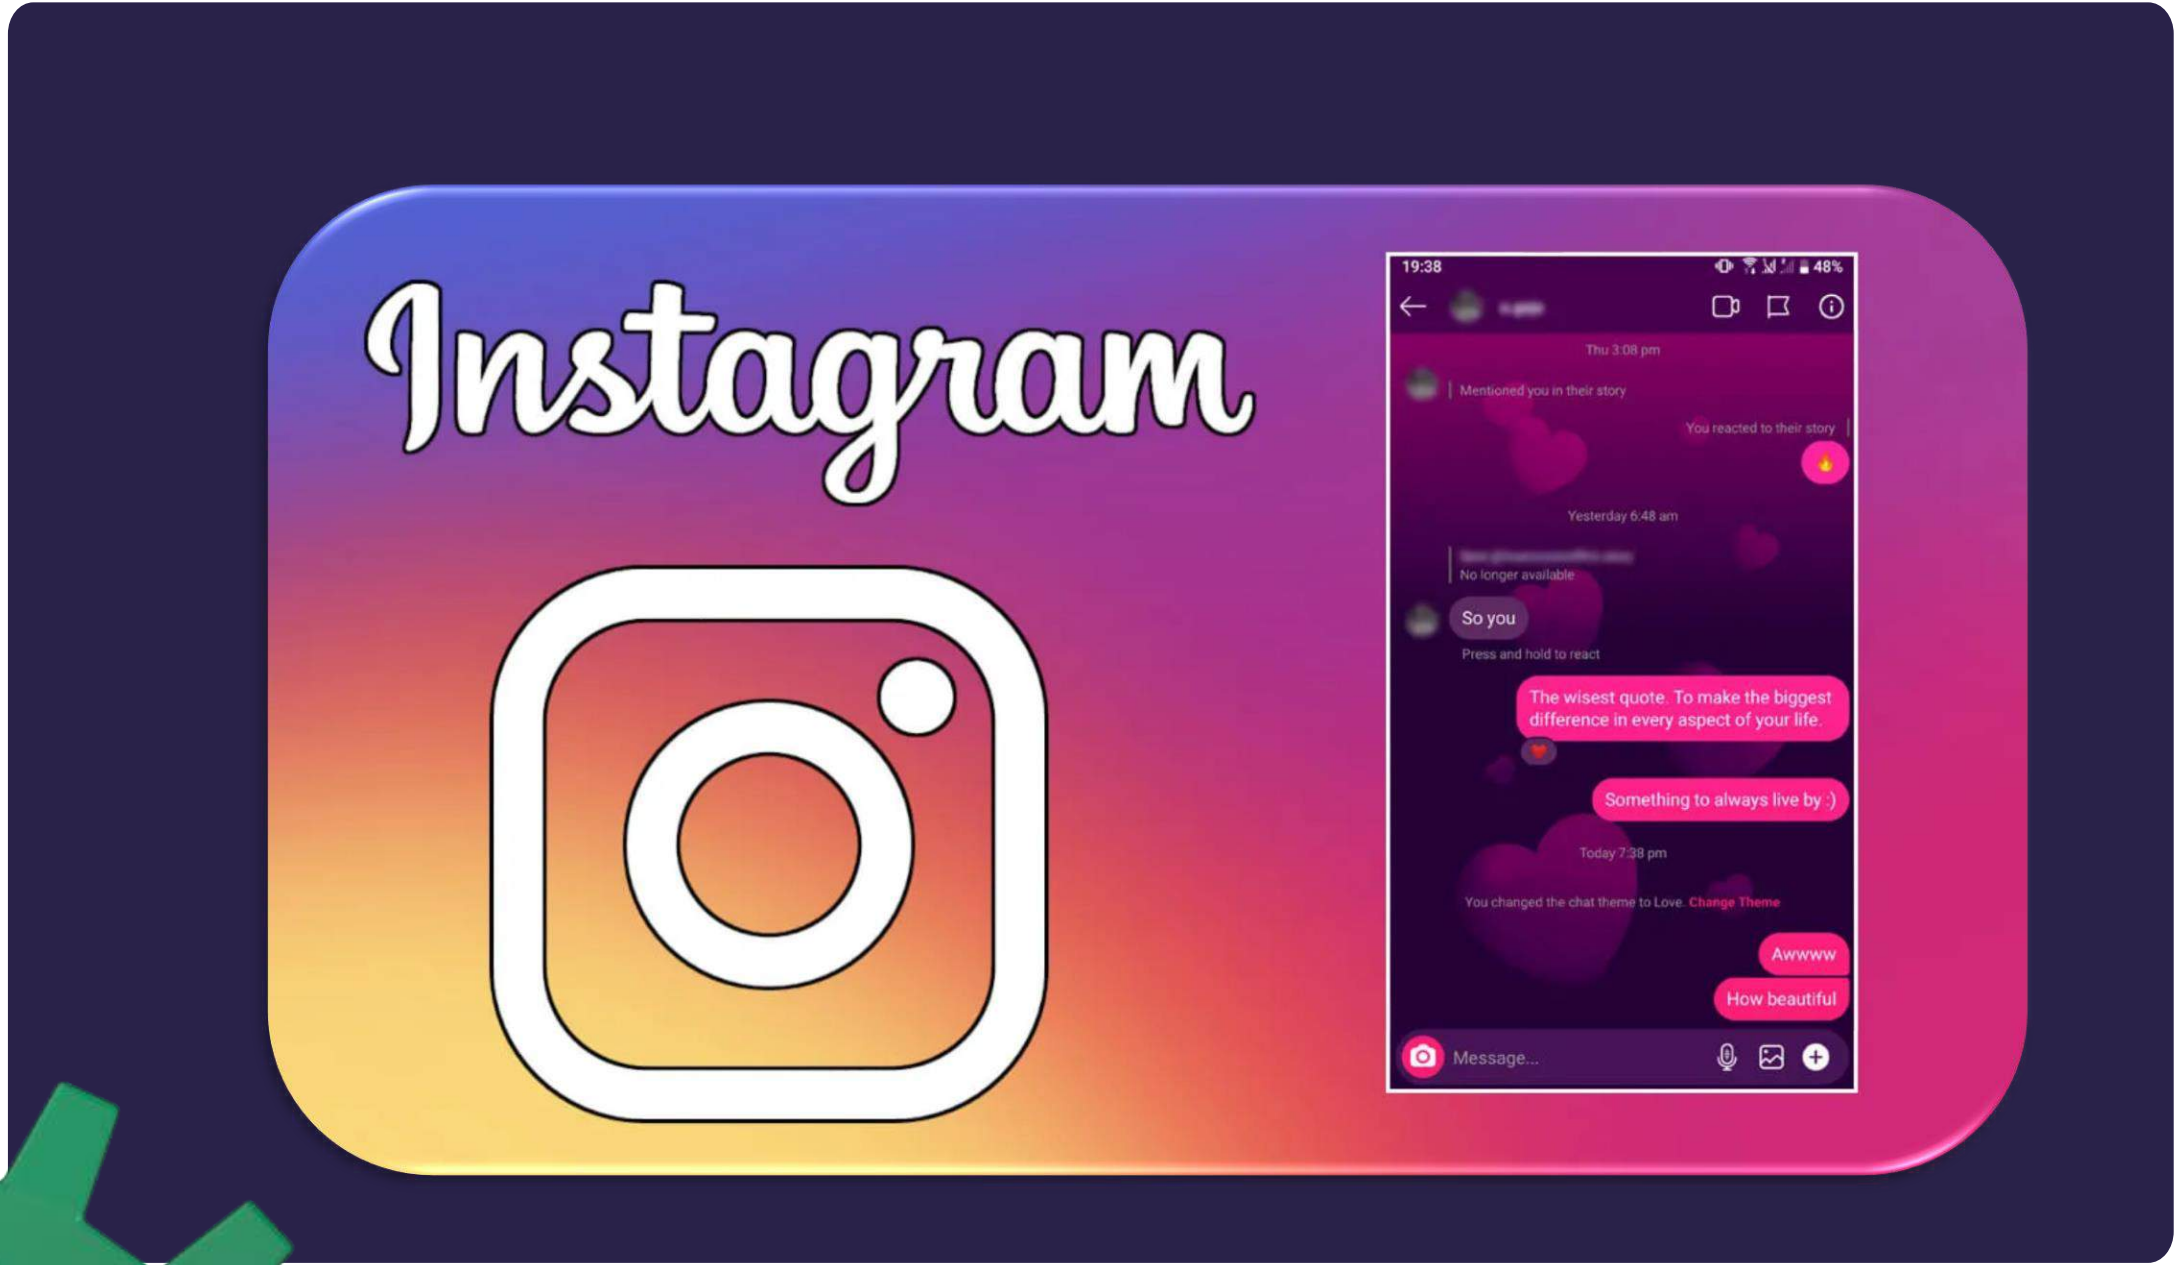 Instagram
19:38
48%
Thu 3:08 pm
Mentioned you in their story
You reacted to their story
Yesterday 6:48 am
No longer available
So you
Press and hold to react
The wisest quote. To make the biggest
difference in every aspect of your life.
Something to always live by :)
Today 7:38 pm
You changed the chat theme to Love. Change Theme
Awwww
How beautiful
Message...